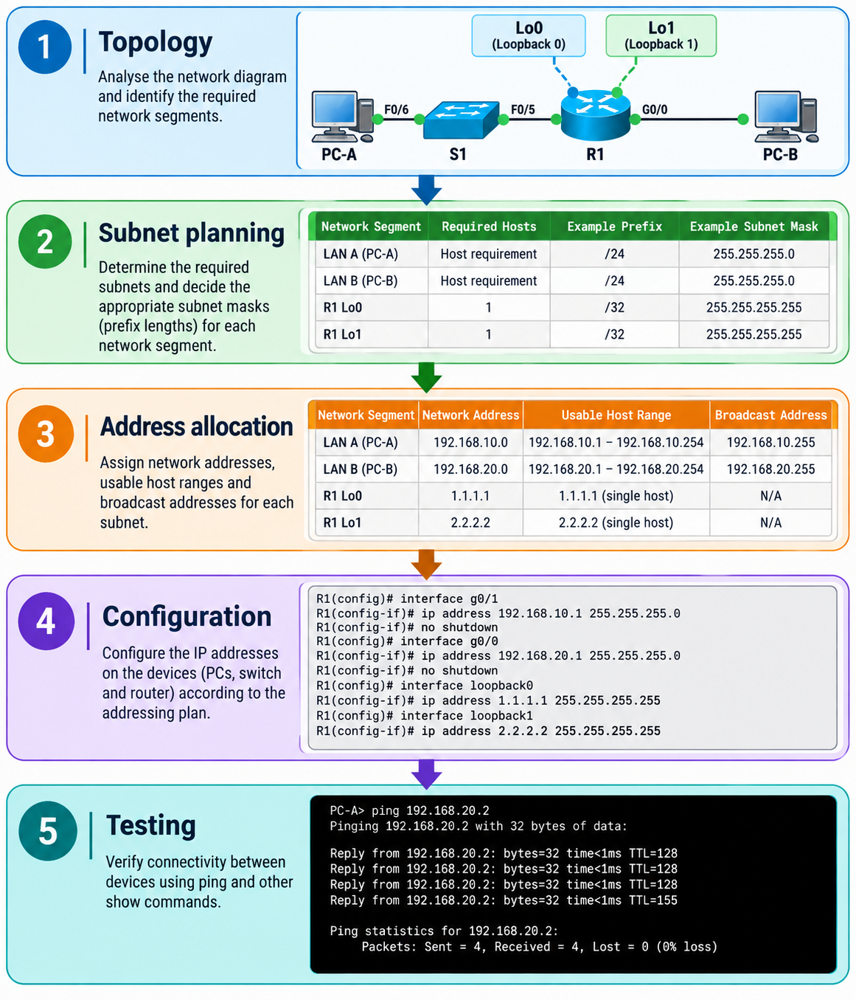 1
Topology
Analyse the network diagram
and identify the required
network segments.
Lo0
(Loopback 0)
Lo1
(Loopback 1)
F0/6
F0/5
G0/0
PC-A
S1
R1
PC-B
2
Subnet planning
Determine the required
subnets and decide the
appropriate subnet masks
(prefix lengths) for each
network segment.
Network Segment Required Hosts Example Prefix Example Subnet Mask
LAN A (PC-A) Host requirement /24 255.255.255.0
LAN B (PC-B) Host requirement /24 255.255.255.0
R1 Lo0 1 /32 255.255.255.255
R1 Lo1 1 /32 255.255.255.255
3
Address allocation
Assign network addresses,
usable host ranges and
broadcast addresses for each
subnet.
Network Segment Network Address Usable Host Range Broadcast Address
LAN A (PC-A) 192.168.10.0 192.168.10.1 – 192.168.10.254 192.168.10.255
LAN B (PC-B) 192.168.20.0 192.168.20.1 – 192.168.20.254 192.168.20.255
R1 Lo0 1.1.1.1 1.1.1.1 (single host) N/A
R1 Lo1 2.2.2.2 2.2.2.2 (single host) N/A
4
Configuration
Configure the IP addresses
on the devices (PCs, switch
and router) according to the
addressing plan.
R1(config)# interface g0/1
R1(config-if)# ip address 192.168.10.1 255.255.255.0
R1(config-if)# no shutdown
R1(config-if)# interface g0/0
R1(config-if)# ip address 192.168.20.1 255.255.255.0
R1(config-if)# no shutdown
R1(config)# interface loopback0
R1(config-if)# ip address 1.1.1.1 255.255.255.255
R1(config)# interface loopback1
R1(config-if)# ip address 2.2.2.2 255.255.255.255
5
Testing
Verify connectivity between
devices using ping and other
show commands.
PC-A> ping 192.168.20.2
Pinging 192.168.20.2 with 32 bytes of data:
Reply from 192.168.20.2: bytes=32 time<1ms TTL=128
Reply from 192.168.20.2: bytes=32 time<1ms TTL=128
Reply from 192.168.20.2: bytes=32 time<1ms TTL=128
Reply from 192.168.20.2: bytes=32 time<1ms TTL=155
Ping statistics for 192.168.20.2:
Packets: Sent = 4, Received = 4, Lost = 0 (0% loss)